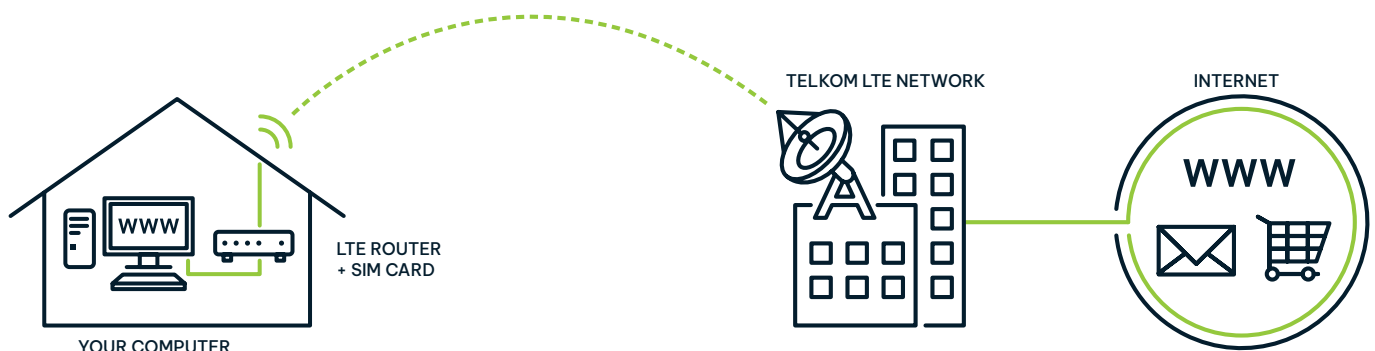 TELKOM LTE NETWORK
INTERNET
WWW
WWW
LTE ROUTER
+ SIM CARD
YOUR COMPUTER